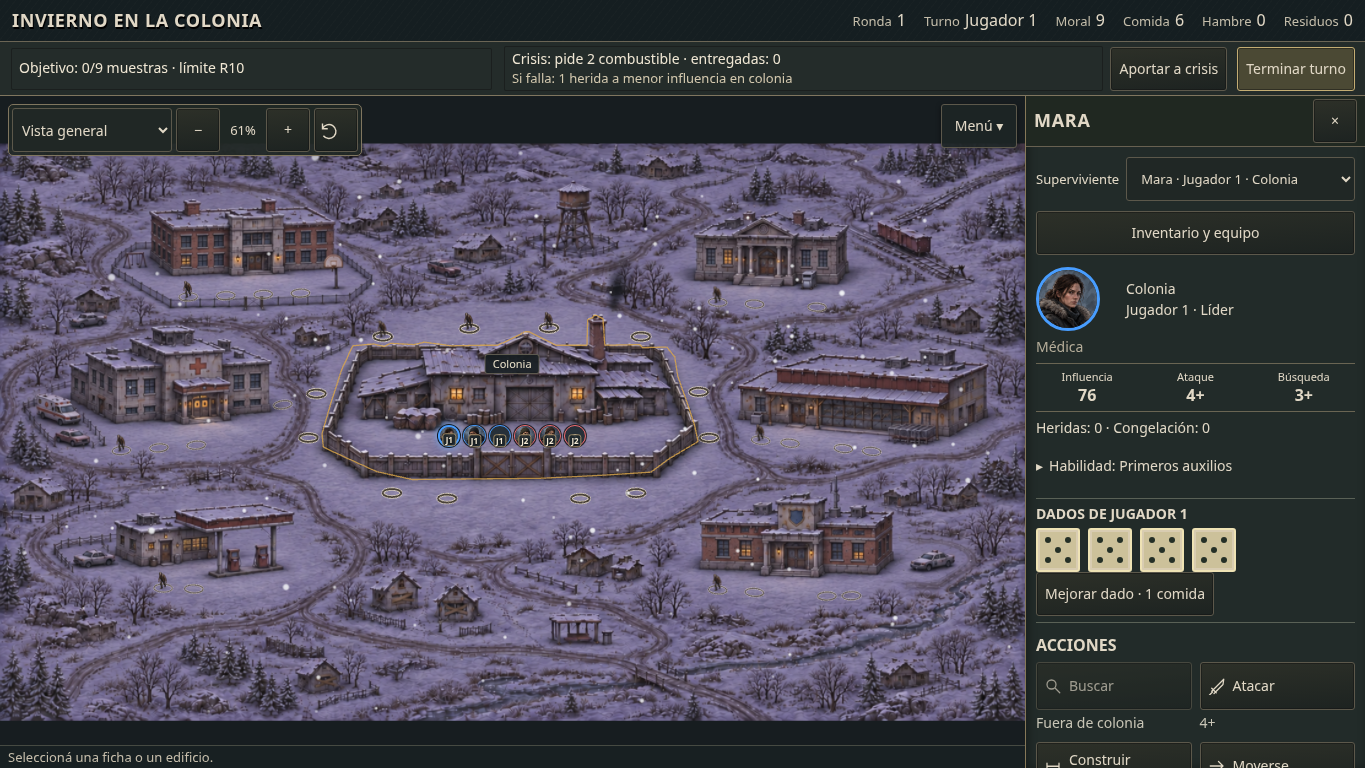 INVIERNO EN LA COLONIA
Ronda 1 Turno Jugador 1 Moral 9 Comida 6 Hambre 0 Residuos 0
Objetivo: 0/9 muestras · límite R10
Crisis: pide 2 combustible · entregadas: 0
Si falla: 1 herida a menor influencia en colonia
Aportar a crisis
Terminar turno
Vista general
−
61%
+
Menú ▾
Colonia
J1 J1 J1 J2 J2 J2
MARA
×
Superviviente
Mara · Jugador 1 · Colonia
Inventario y equipo
Colonia
Jugador 1 · Líder
Médica
Influencia Ataque Búsqueda
76 4+ 3+
Heridas: 0 · Congelación: 0
▸ Habilidad: Primeros auxilios
DADOS DE JUGADOR 1
Mejorar dado · 1 comida
ACCIONES
Buscar
Atacar
Fuera de colonia
4+
Construir
Moverse
Seleccioná una ficha o un edificio.